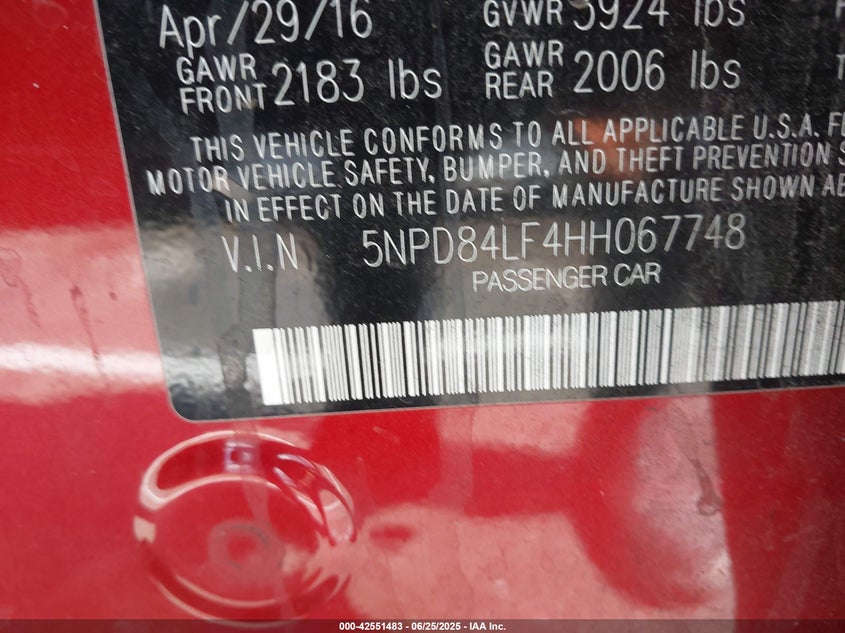 Apr/29/16 GVWR 3924 lbs
GAWR FRONT 2183 lbs GAWR REAR 2006 lbs
THIS VEHICLE CONFORMS TO ALL APPLICABLE U.S.A.
MOTOR VEHICLE SAFETY, BUMPER, AND THEFT PREVENTION
IN EFFECT ON THE DATE OF MANUFACTURE SHOWN
V.I.N 5NPD84LF4HH067748
PASSENGER CAR
000-42551483 - 06/25/2025 - IAA Inc.